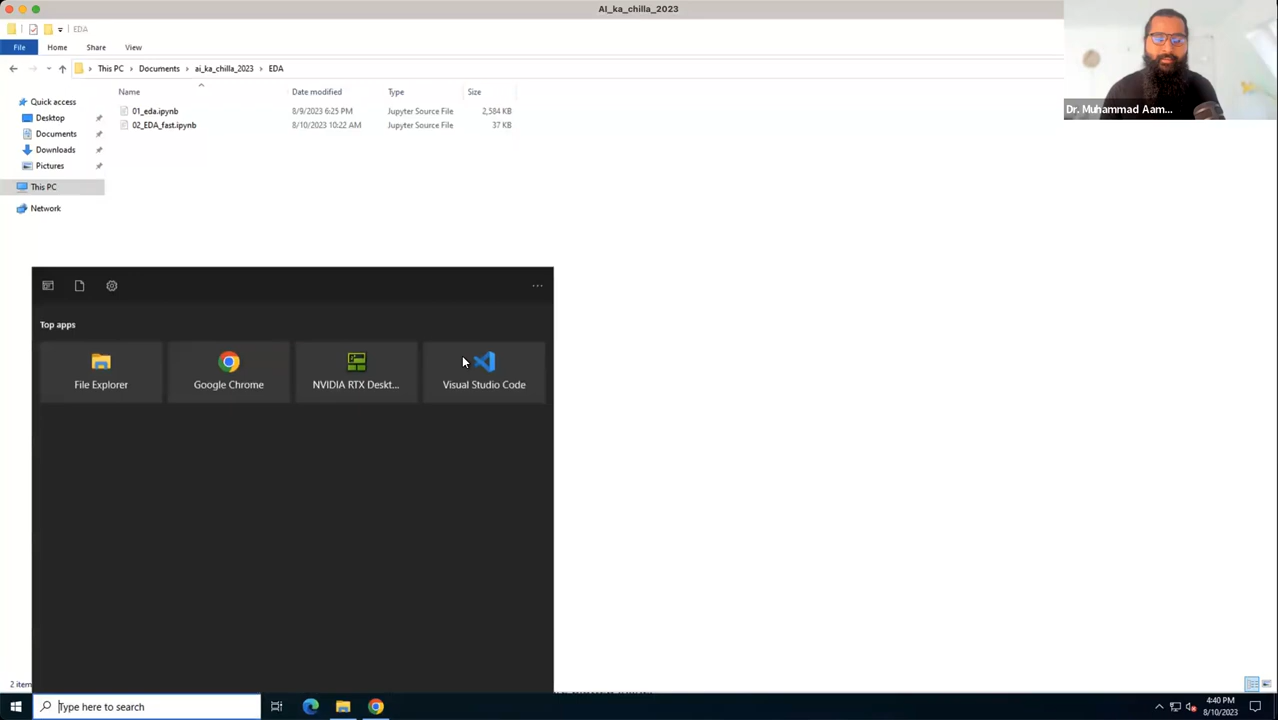 AI_ka_chilla_2023
EDA
File Home Share View
This PC Documents ai_ka_chilla_2023 EDA
Name Date modified Type Size
Quick access
Desktop
Documents
Downloads
Pictures
This PC
Network
01_eda.ipynb 8/9/2023 6:25 PM Jupyter Source File 2,584 KB
02_EDA_fast.ipynb 8/10/2023 10:22 AM Jupyter Source File 37 KB
Dr. Muhammad Aam...
Top apps
File Explorer Google Chrome NVIDIA RTX Deskt... Visual Studio Code
2 item
Type here to search
4:40 PM
8/10/2023